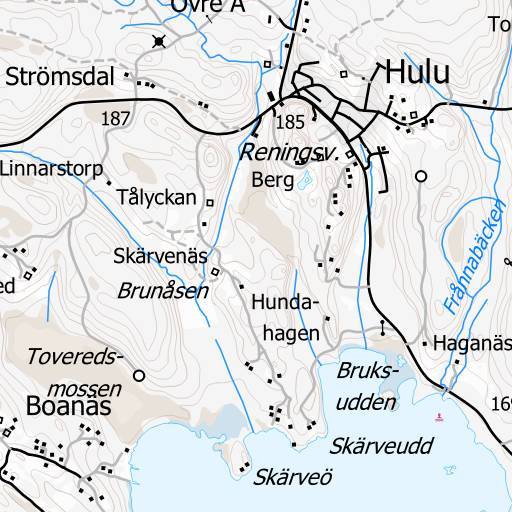 Övre Ä
To
Strömsdal
Hulu
187
185
Reningsv.
Linnarstorp
Berg
Tålyckan
Frånnabäcken
Skärvenäs
ed
Brunåsen
Hunda-
hagen
Haganäs
Tovereds-
mossen
Bruks-
udden
Boanäs
169
Skärveudd
Skärveö